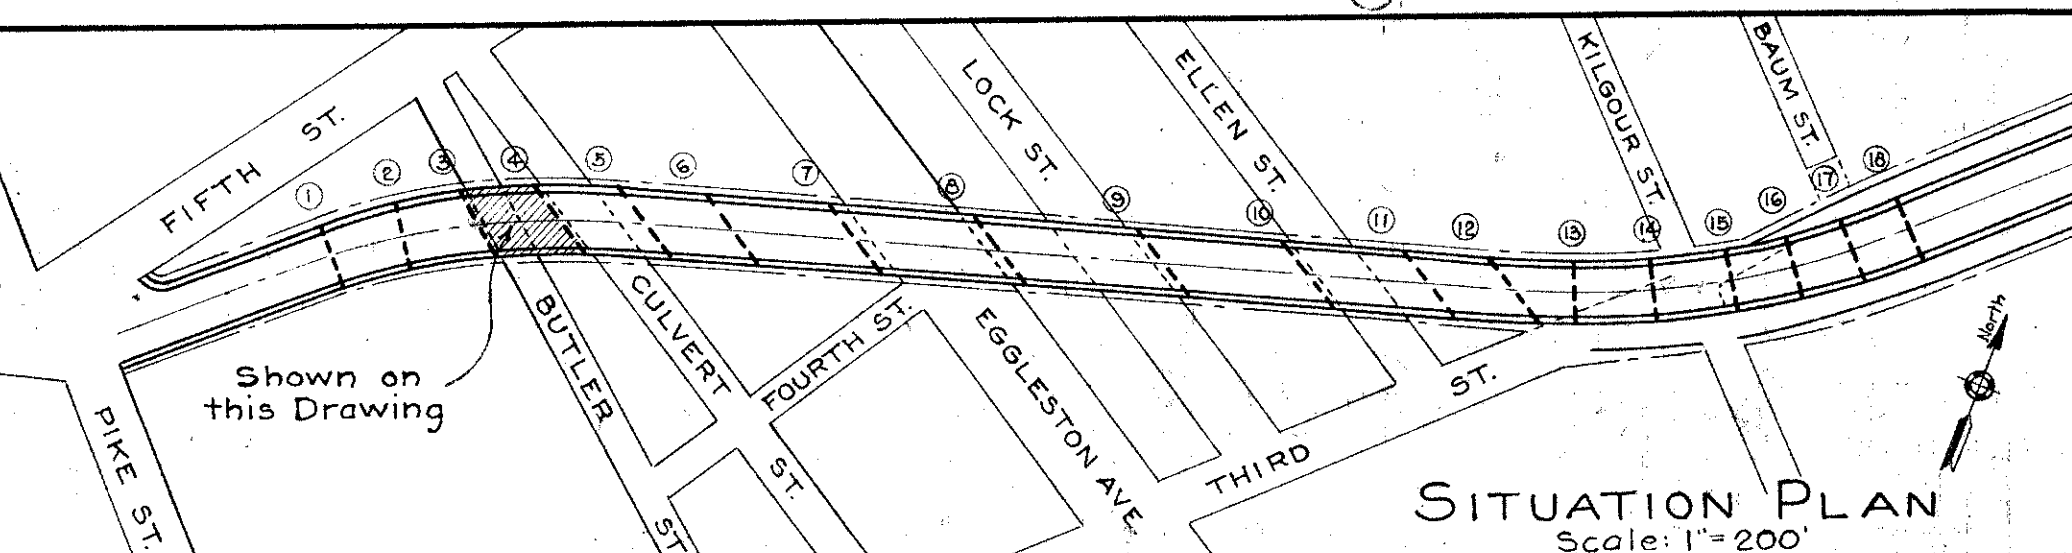 FIFTH ST.
1
2
3
4
5
6
7
8
9
10
11
12
13
14
15
16
17
18
LOCK ST.
ELLEN ST.
KILGOUR ST.
BAUM ST.
Shown on
this Drawing
PIKE ST.
BUTLER ST.
CULVERT ST.
FOURTH ST.
EGGLESTON AVE.
THIRD ST.
North
SITUATION PLAN
Scale: 1"=200'